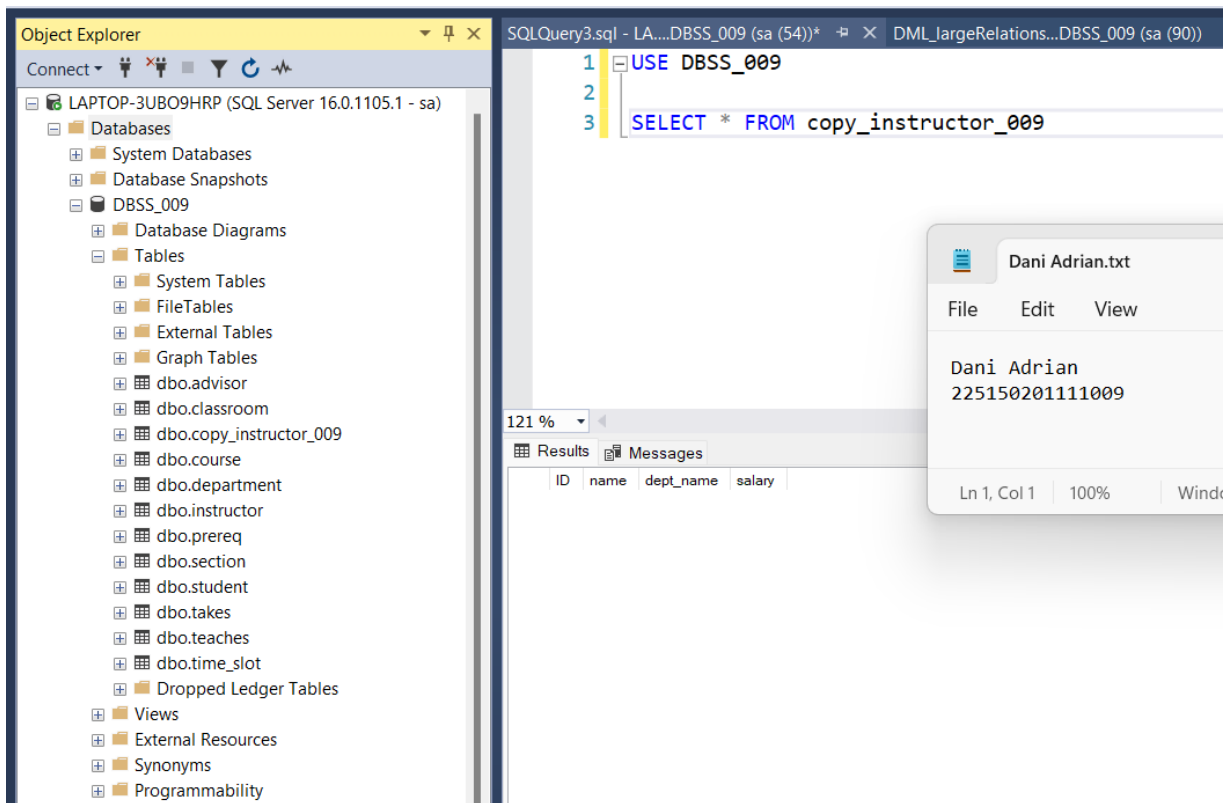 Object Explorer
Connect
LAPTOP-3UBO9HRP (SQL Server 16.0.1105.1 - sa)
Databases
System Databases
Database Snapshots
DBSS_009
Database Diagrams
Tables
System Tables
FileTables
External Tables
Graph Tables
dbo.advisor
dbo.classroom
dbo.copy_instructor_009
dbo.course
dbo.department
dbo.instructor
dbo.prereq
dbo.section
dbo.student
dbo.takes
dbo.teaches
dbo.time_slot
Dropped Ledger Tables
Views
External Resources
Synonyms
Programmability
SQLQuery3.sql - LA....DBSS_009 (sa (54))*
DML_largeRelations...DBSS_009 (sa (90))
1 USE DBSS_009
2
3 SELECT * FROM copy_instructor_009
121 %
Results Messages
ID name dept_name salary
Dani Adrian.txt
File Edit View
Dani Adrian
225150201111009
Ln 1, Col 1 100%